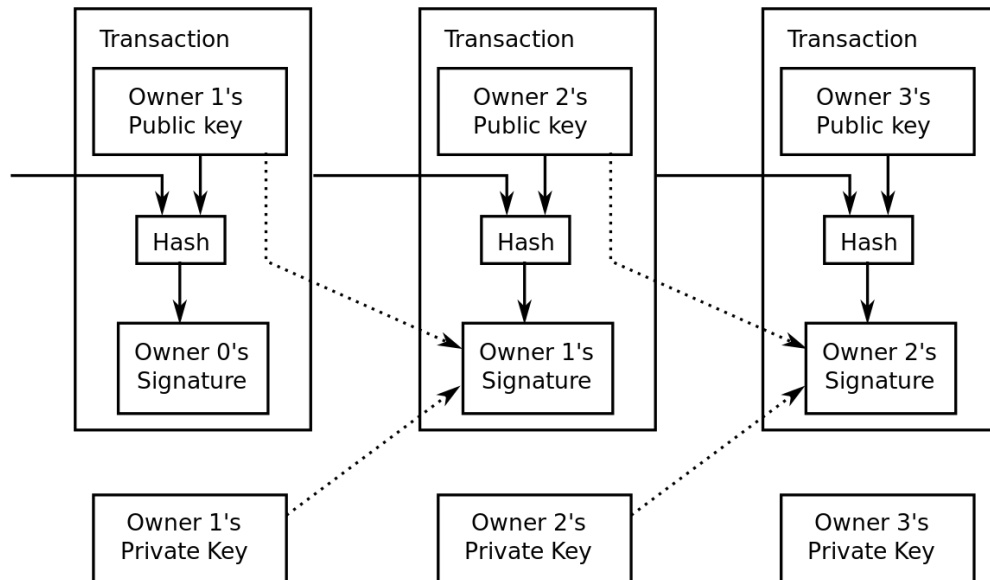 Transaction
Transaction
Transaction
Owner 1's
Public key
Owner 2's
Public key
Owner 3's
Public key
Hash
Hash
Hash
Owner 0's
Signature
Owner 1's
Signature
Owner 2's
Signature
Owner 1's
Private Key
Owner 2's
Private Key
Owner 3's
Private Key